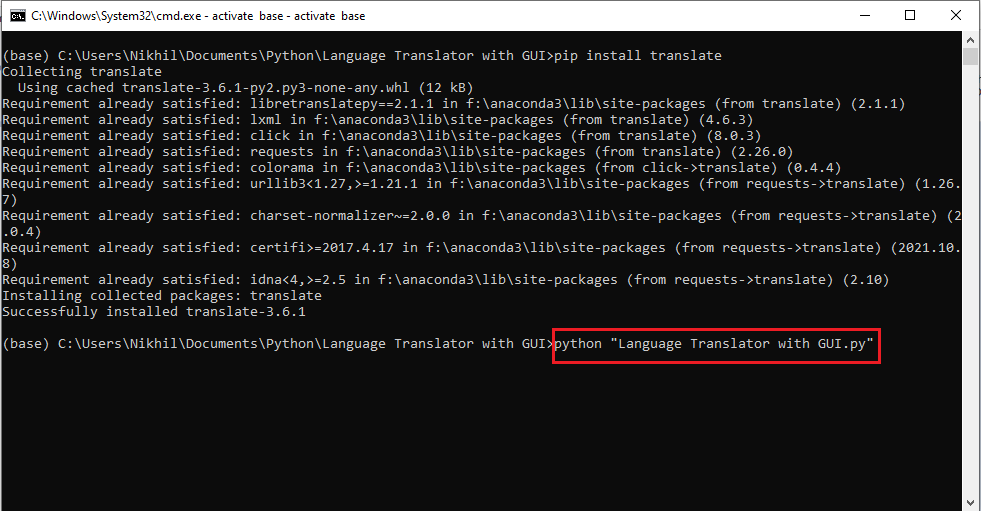 C:\Windows\System32\cmd.exe - activate base - activate base
(base) C:\Users\Nikhil\Documents\Python\Language Translator with GUI>pip install translate
Collecting translate
  Using cached translate-3.6.1-py2.py3-none-any.whl (12 kB)
Requirement already satisfied: libretranslatepy==2.1.1 in f:\anaconda3\lib\site-packages (from translate) (2.1.1)
Requirement already satisfied: lxml in f:\anaconda3\lib\site-packages (from translate) (4.6.3)
Requirement already satisfied: click in f:\anaconda3\lib\site-packages (from translate) (8.0.3)
Requirement already satisfied: requests in f:\anaconda3\lib\site-packages (from translate) (2.26.0)
Requirement already satisfied: colorama in f:\anaconda3\lib\site-packages (from click->translate) (0.4.4)
Requirement already satisfied: urllib3<1.27,>=1.21.1 in f:\anaconda3\lib\site-packages (from requests->translate) (1.26.
7)
Requirement already satisfied: charset-normalizer~=2.0.0 in f:\anaconda3\lib\site-packages (from requests->translate) (2
.0.4)
Requirement already satisfied: certifi>=2017.4.17 in f:\anaconda3\lib\site-packages (from requests->translate) (2021.10.
8)
Requirement already satisfied: idna<4,>=2.5 in f:\anaconda3\lib\site-packages (from requests->translate) (2.10)
Installing collected packages: translate
Successfully installed translate-3.6.1
(base) C:\Users\Nikhil\Documents\Python\Language Translator with GUI>python "Language Translator with GUI.py"